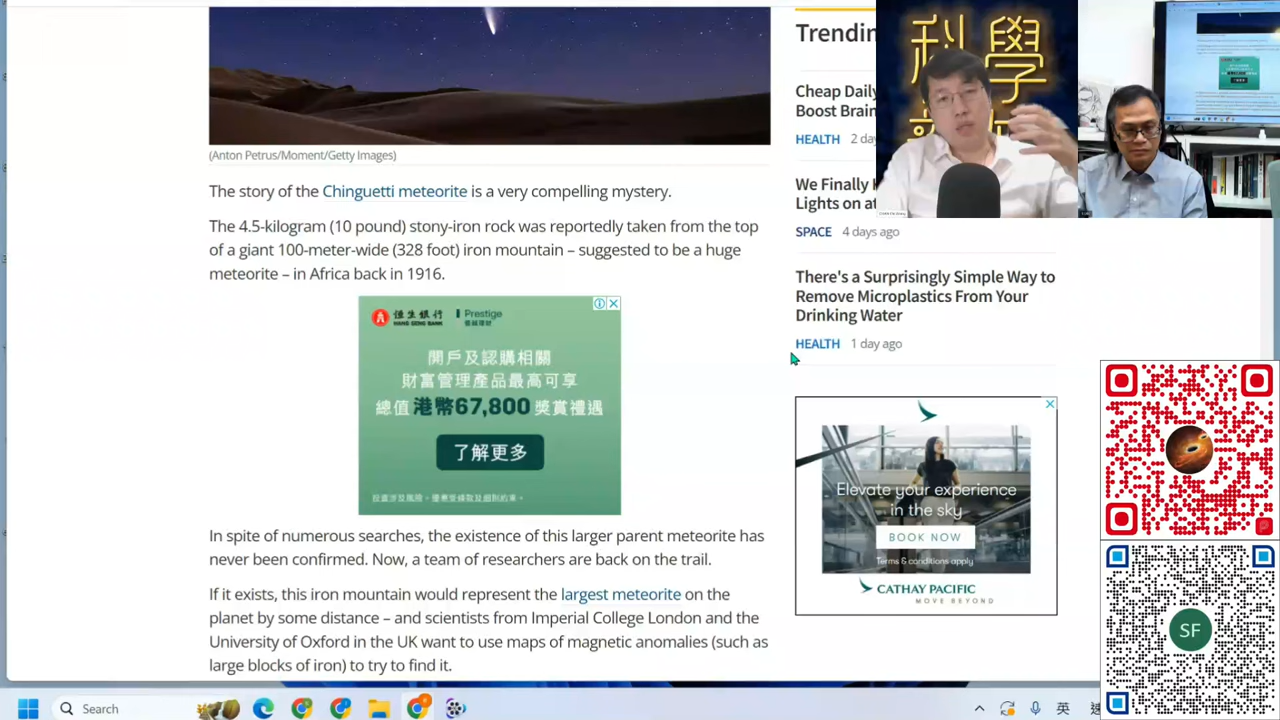 Trendin
科學
Cheap Daily
Boost Brain
HEALTH 2 day
We Finally
Lights on at
SPACE 4 days ago
There's a Surprisingly Simple Way to
Remove Microplastics From Your
Drinking Water
HEALTH 1 day ago
(Anton Petrus/Moment/Getty Images)
The story of the Chinguetti meteorite is a very compelling mystery.
The 4.5-kilogram (10 pound) stony-iron rock was reportedly taken from the top
of a giant 100-meter-wide (328 foot) iron mountain – suggested to be a huge
meteorite – in Africa back in 1916.
恒生銀行 Prestige
HANG SENG BANK 優越理財
開戶及認購相關
財富管理產品最高可享
總值港幣67,800獎賞禮遇
了解更多
投資涉及風險。優惠受條款及細則約束。
In spite of numerous searches, the existence of this larger parent meteorite has
never been confirmed. Now, a team of researchers are back on the trail.
If it exists, this iron mountain would represent the largest meteorite on the
planet by some distance – and scientists from Imperial College London and the
University of Oxford in the UK want to use maps of magnetic anomalies (such as
large blocks of iron) to try to find it.
Elevate your experience
in the sky
BOOK NOW
Terms & conditions apply
CATHAY PACIFIC
MOVE BEYOND
SF
Search
英